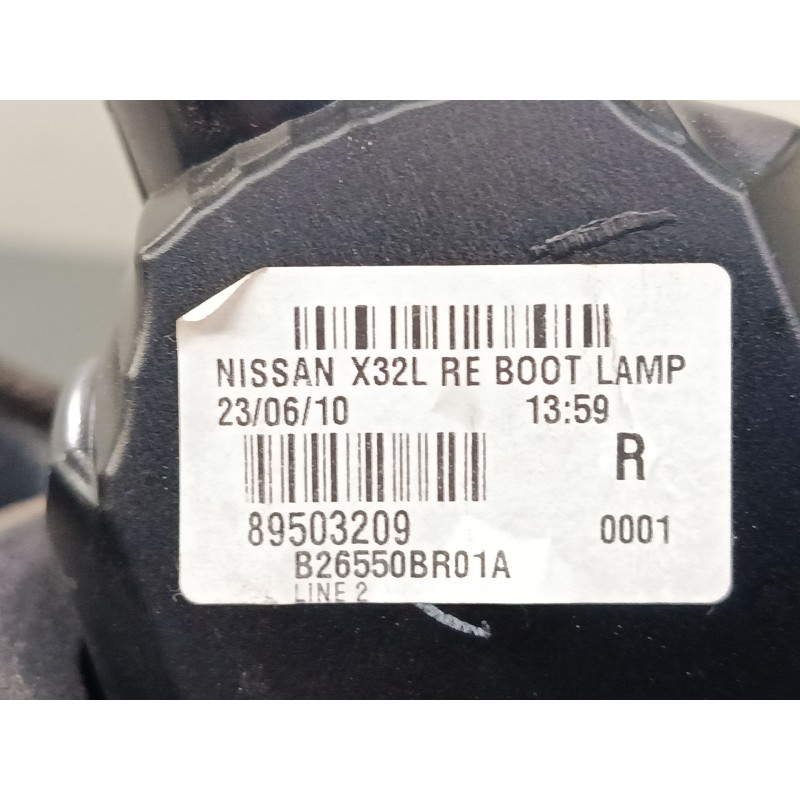 NISSAN X32L RE BOOT LAMP
23/06/10 13:59
R
89503209 0001
B26550BR01A
LINE 2